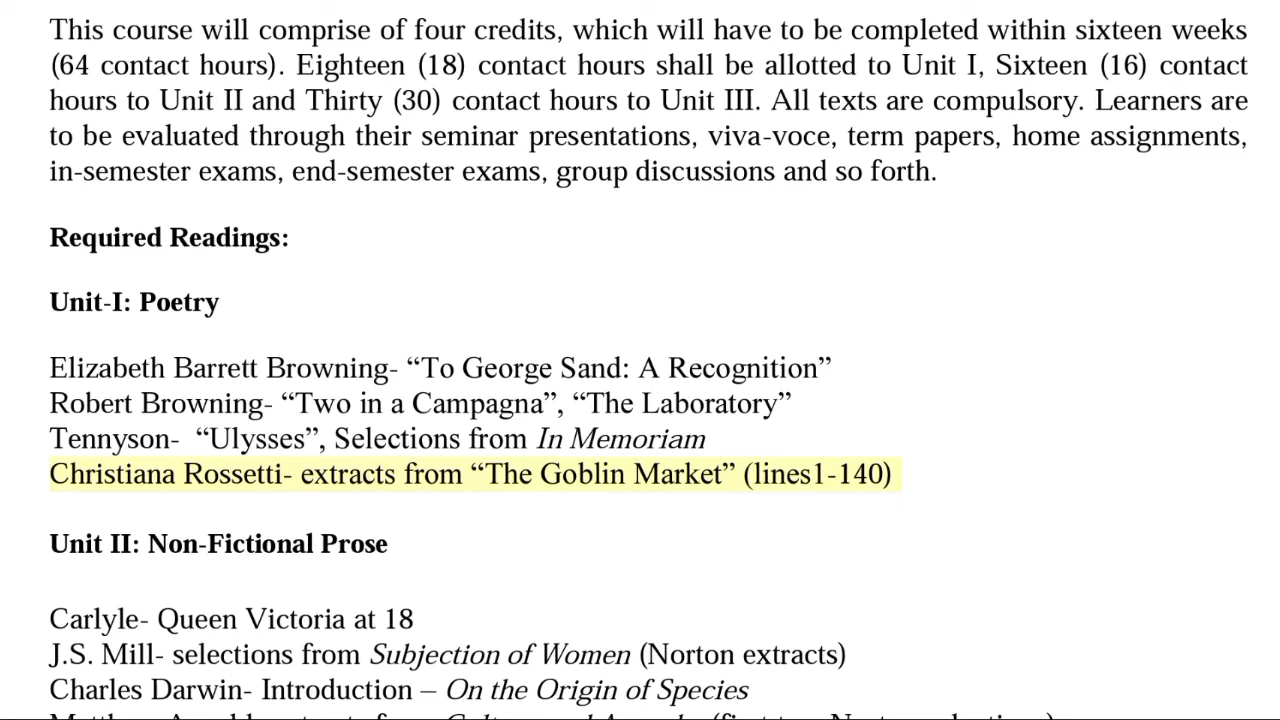 This course will comprise of four credits, which will have to be completed within sixteen weeks
(64 contact hours). Eighteen (18) contact hours shall be allotted to Unit I, Sixteen (16) contact
hours to Unit II and Thirty (30) contact hours to Unit III. All texts are compulsory. Learners are
to be evaluated through their seminar presentations, viva-voce, term papers, home assignments,
in-semester exams, end-semester exams, group discussions and so forth.
Required Readings:
Unit-I: Poetry
Elizabeth Barrett Browning- “To George Sand: A Recognition”
Robert Browning- “Two in a Campagna”, “The Laboratory”
Tennyson- “Ulysses”, Selections from In Memoriam
Christiana Rossetti- extracts from “The Goblin Market” (lines1-140)
Unit II: Non-Fictional Prose
Carlyle- Queen Victoria at 18
J.S. Mill- selections from Subjection of Women (Norton extracts)
Charles Darwin- Introduction – On the Origin of Species